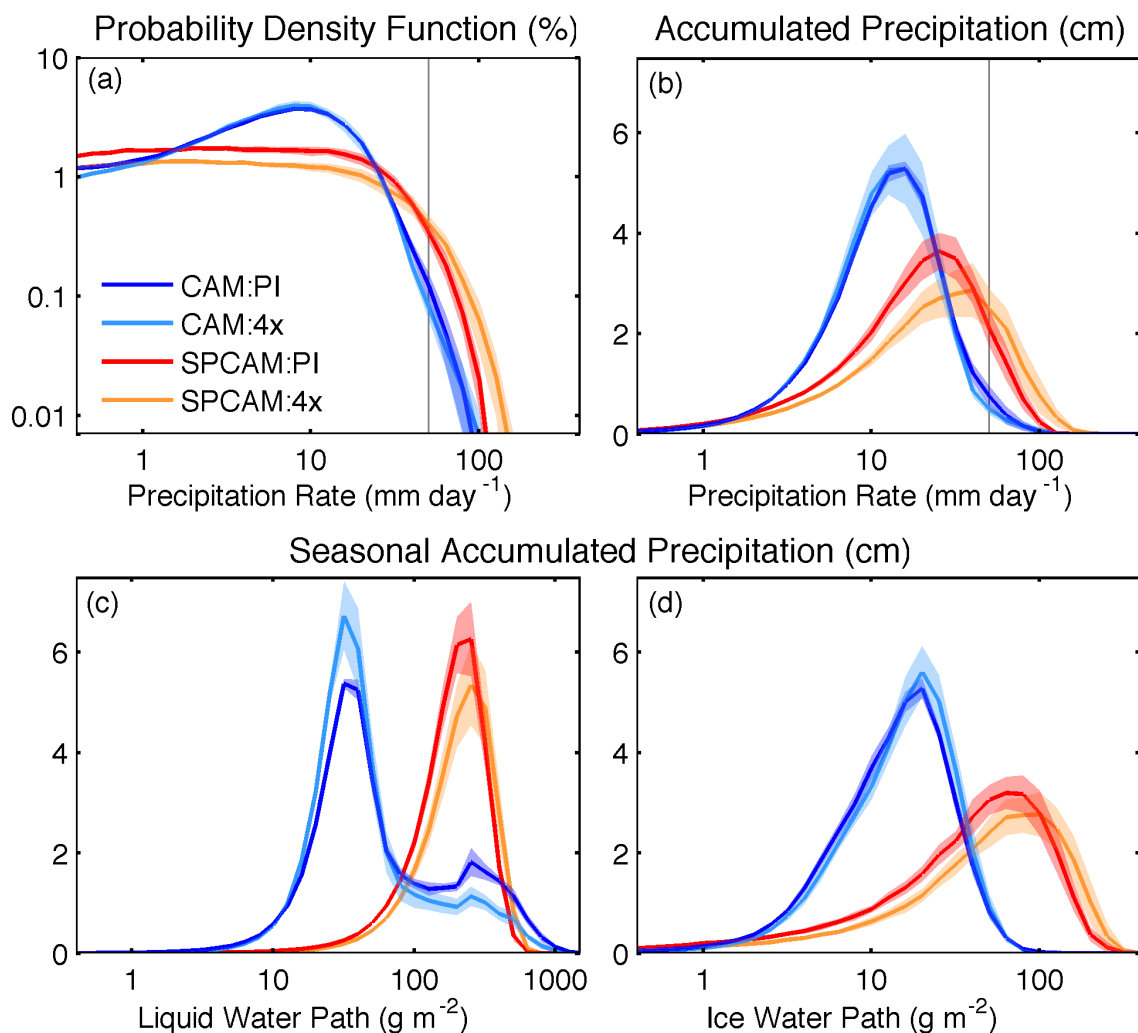 Probability Density Function (%)
Accumulated Precipitation (cm)
(a)
10
1
0.1
0.01
CAM:PI
CAM:4x
SPCAM:PI
SPCAM:4x
1
10
100
Precipitation Rate (mm day -1)
(b)
6
4
2
0
1
10
100
Precipitation Rate (mm day -1)
Seasonal Accumulated Precipitation (cm)
(c)
6
4
2
0
1
10
100
1000
Liquid Water Path (g m-2)
(d)
6
4
2
0
1
10
100
Ice Water Path (g m-2)